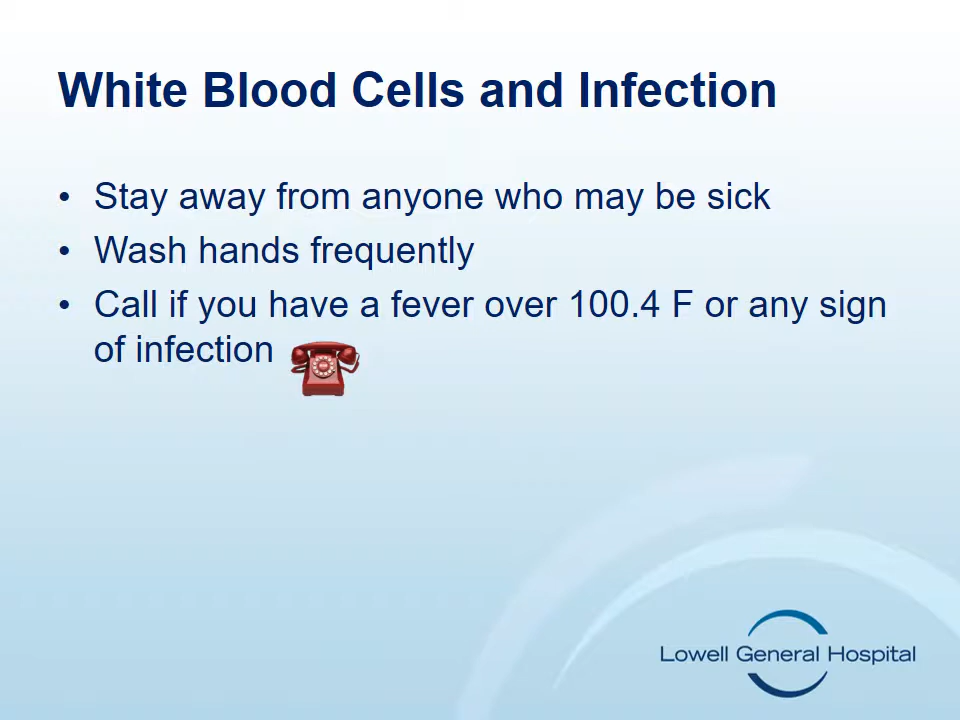 White Blood Cells and Infection
• Stay away from anyone who may be sick
• Wash hands frequently
• Call if you have a fever over 100.4 F or any sign
of infection
Lowell General Hospital